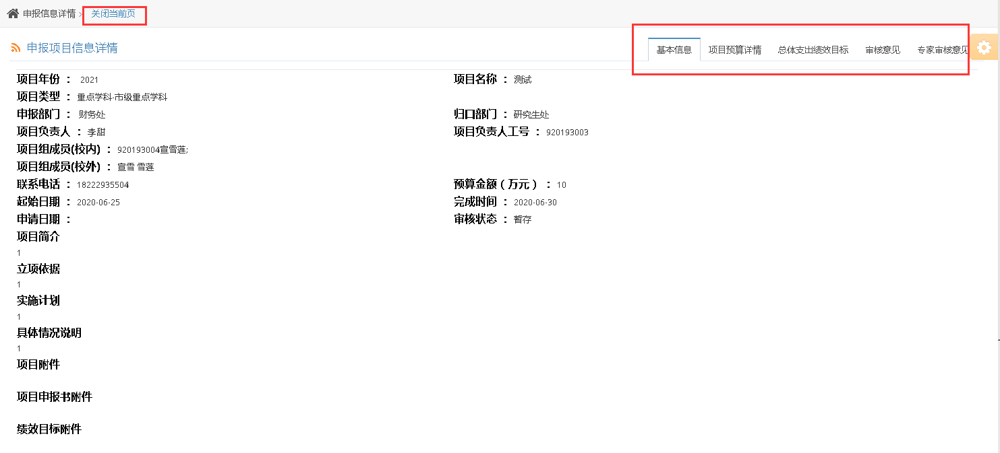 申报信息详情 > 关闭当前页
申报项目信息详情 基本信息 项目预算详情 总体支出绩效目标 审核意见 专家审核意见
项目年份 ： 2021 项目名称 ： 测试
项目类型 ： 重点学科-市级重点学科
申报部门 ： 财务处 归口部门 ： 研究生处
项目负责人 ： 李甜 项目负责人工号 ： 920193003
项目组成员(校内) ： 920193004宣雪莲;
项目组成员(校外) ： 宣雪 雪莲
联系电话 ： 18222935504 预算金额（万元） ： 10
起始日期 ： 2020-06-25 完成时间 ： 2020-06-30
申请日期 ： 审核状态 ： 暂存
项目简介
1
立项依据
1
实施计划
1
具体情况说明
1
项目附件
项目申报书附件
绩效目标附件